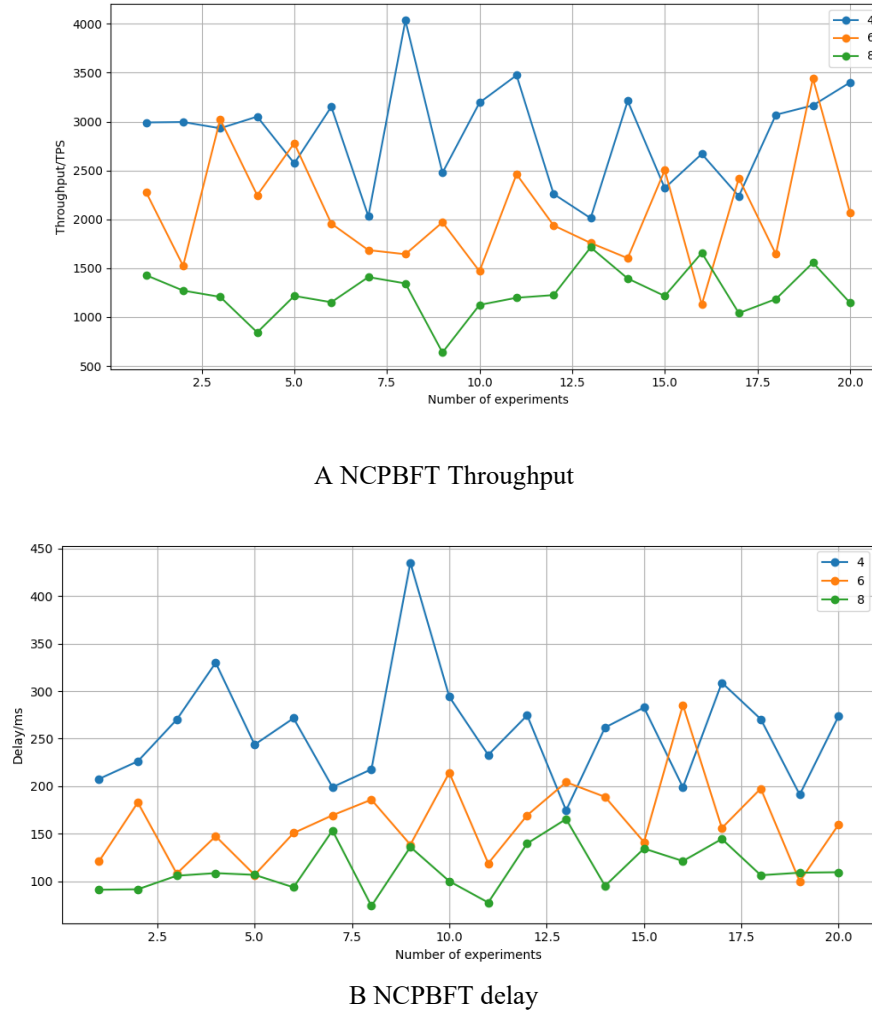 4000
3500
3000
2500
2000
1500
1000
500
Throughput/TPS
4
6
8
2.5 5.0 7.5 10.0 12.5 15.0 17.5 20.0
Number of experiments
A NCPBFT Throughput
450
400
350
300
250
200
150
100
Delay/ms
4
6
8
2.5 5.0 7.5 10.0 12.5 15.0 17.5 20.0
Number of experiments
B NCPBFT delay